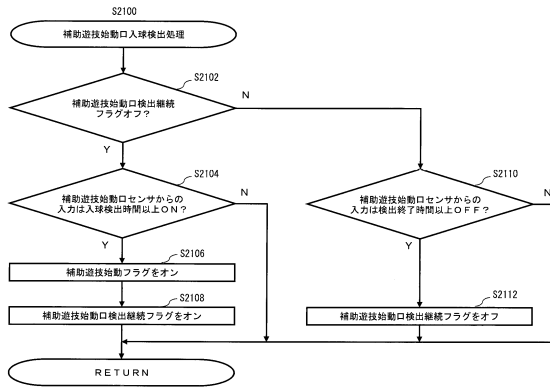 S2100
補助遊技始動口入球検出処理
S2102
補助遊技始動口検出継続
フラグオフ？
N
Y
S2104
補助遊技始動口センサからの
入力は入球検出時間以上ON？
N
Y
S2110
補助遊技始動口センサからの
入力は検出終了時間以上OFF？
N
Y
S2106
補助遊技始動フラグをオン
S2108
補助遊技始動口検出継続フラグをオン
S2112
補助遊技始動口検出継続フラグをオフ
RETURN